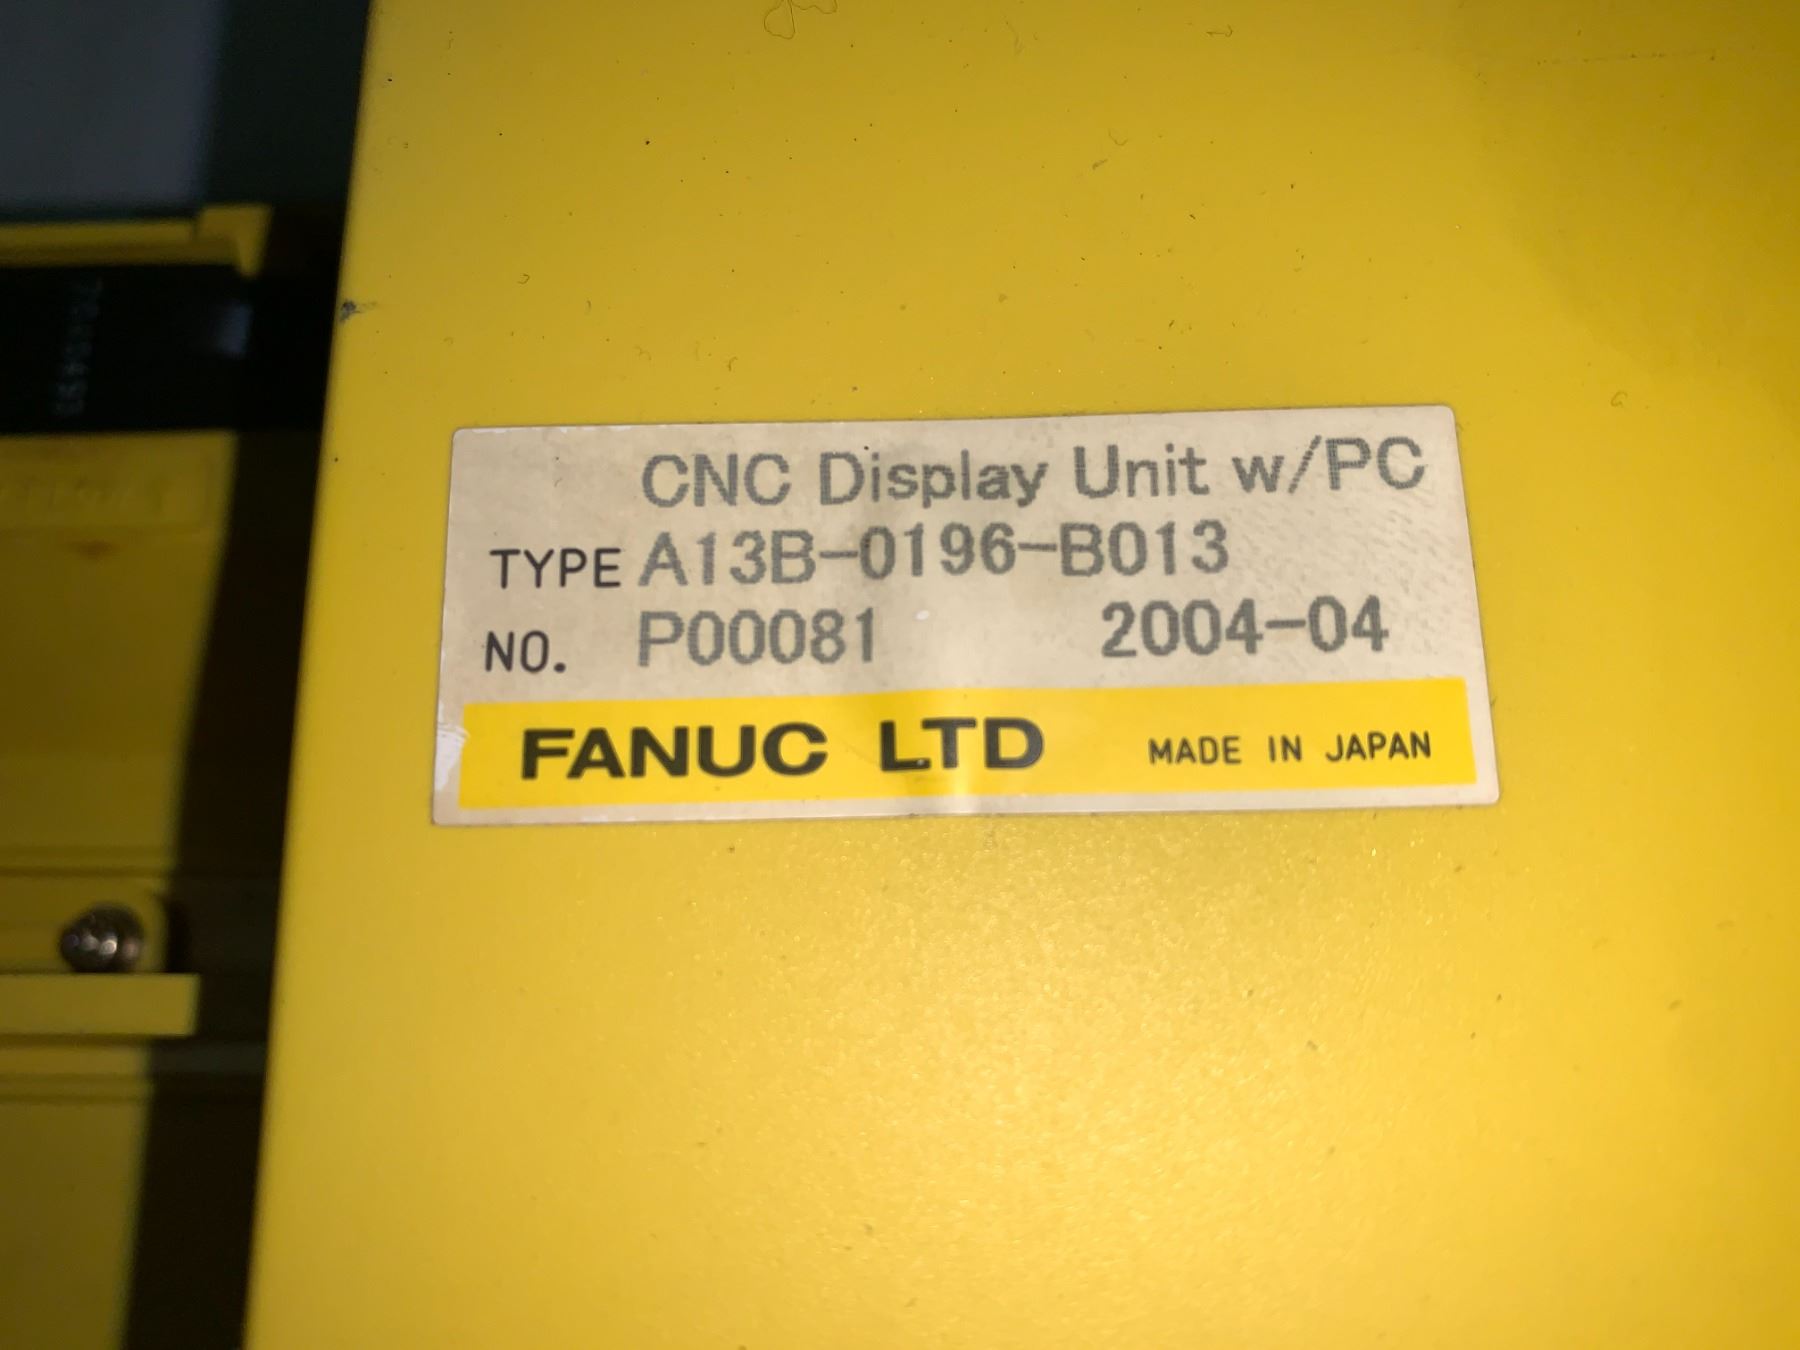 CNC Display Unit w/PC
TYPE A13B-0196-B013
NO. P00081 2004-04
FANUC LTD MADE IN JAPAN